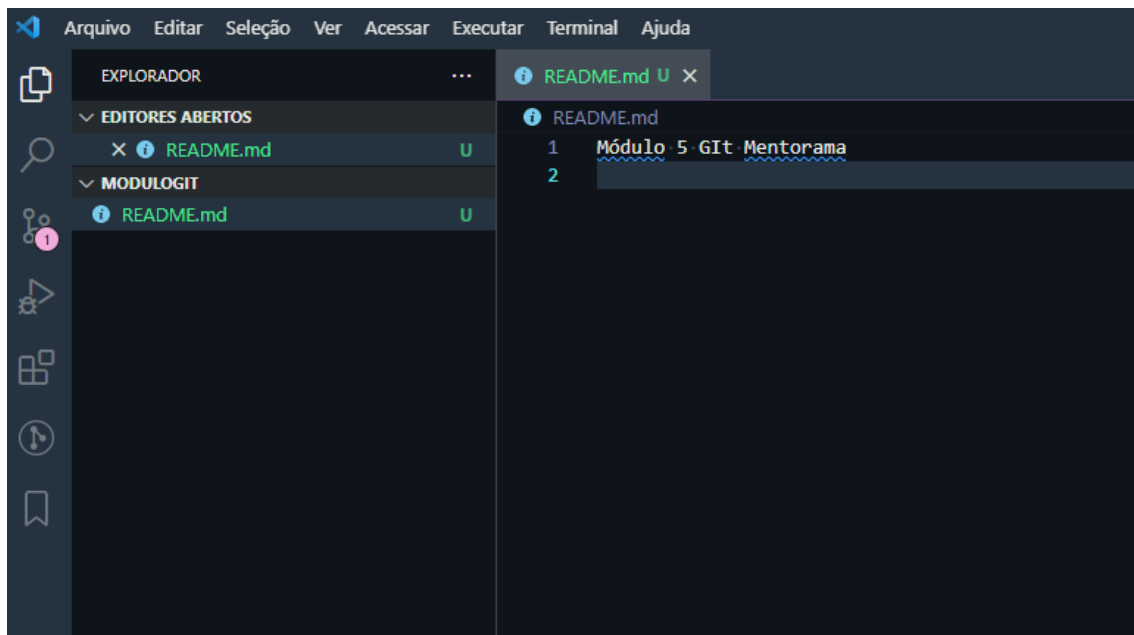 Arquivo Editar Seleção Ver Acessar Executar Terminal Ajuda
EXPLORADOR ...
EDITORES ABERTOS
README.md U
MODULOGIT
README.md U
1
README.md U
README.md
1 Módulo 5 GIt Mentorama
2